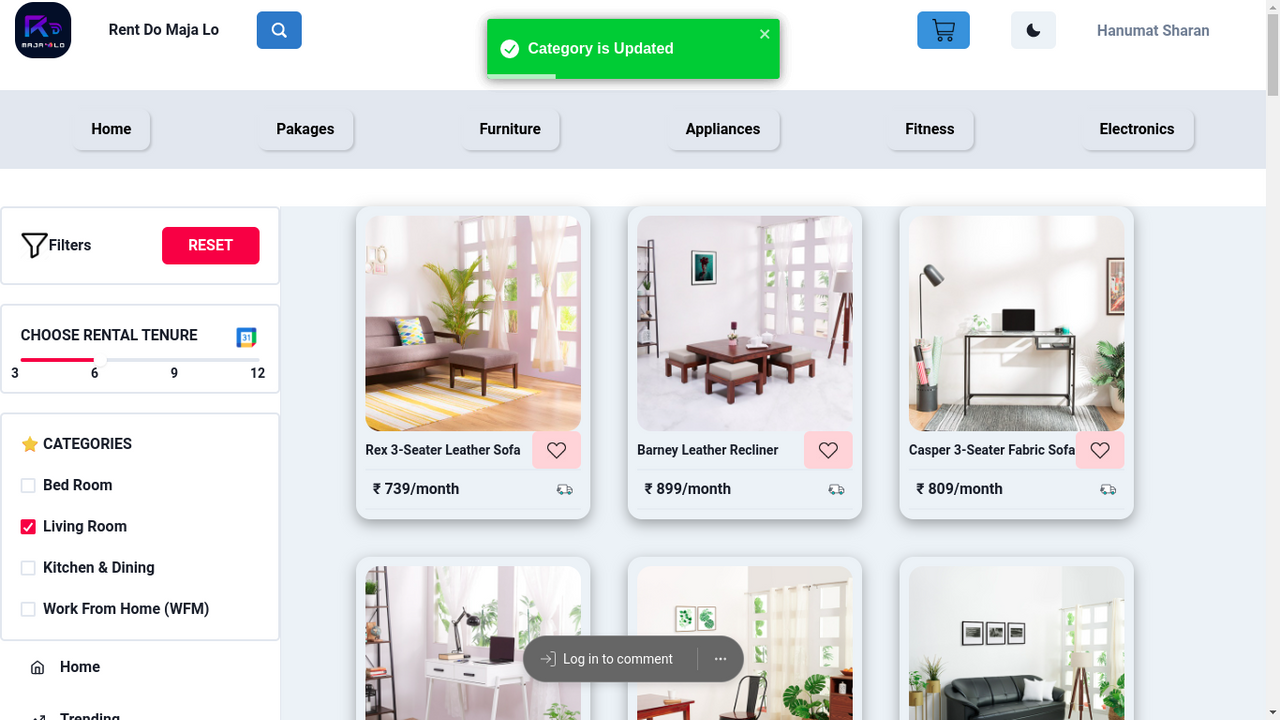 MAJA LO
Rent Do Maja Lo
Category is Updated
Hanumat Sharan
Home
Pakages
Furniture
Appliances
Fitness
Electronics
Filters
RESET
CHOOSE RENTAL TENURE
31
3 6 9 12
CATEGORIES
Bed Room
Living Room
Kitchen & Dining
Work From Home (WFM)
Home
Trending
Rex 3-Seater Leather Sofa
₹ 739/month
Barney Leather Recliner
₹ 899/month
Casper 3-Seater Fabric Sofa
₹ 809/month
Log in to comment